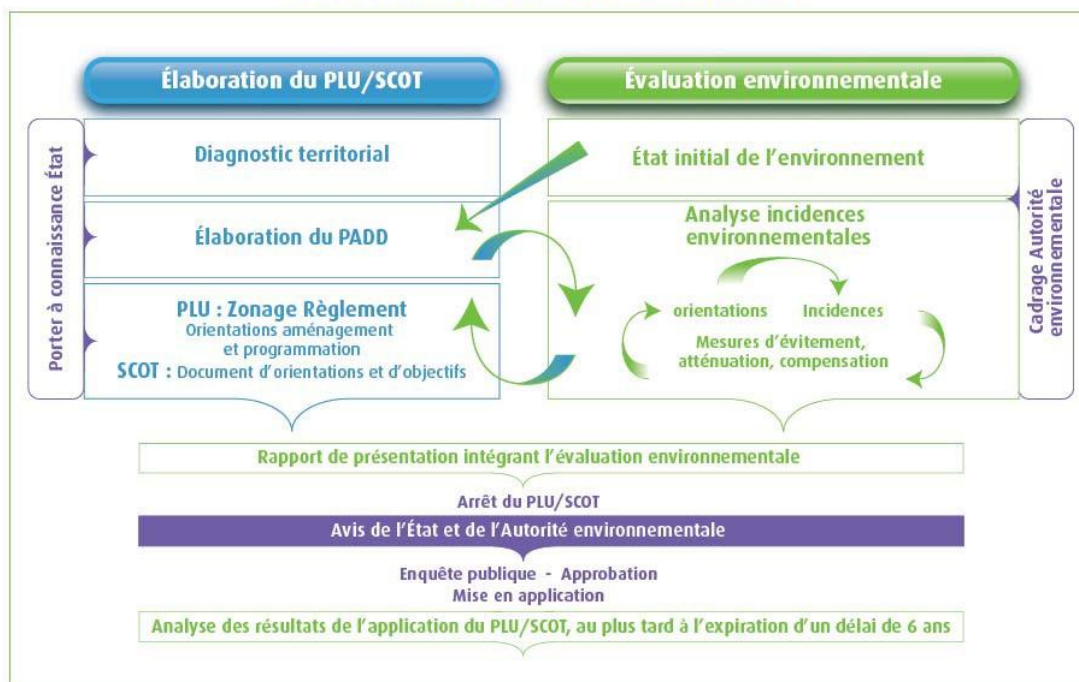 Élaboration du PLU/SCOT
Évaluation environnementale
Porter à connaissance État
Diagnostic territorial
Élaboration du PADD
PLU : Zonage Règlement
Orientations aménagement
et programmation
SCOT : Document d'orientations et d'objectifs
État initial de l'environnement
Analyse incidences
environnementales
orientations
Incidences
Mesures d'évitement,
atténuation, compensation
Cadrage Autorité
environnementale
Rapport de présentation intégrant l'évaluation environnementale
Arrêt du PLU/SCOT
Avis de l'État et de l'Autorité environnementale
Enquête publique - Approbation
Mise en application
Analyse des résultats de l'application du PLU/SCOT, au plus tard à l'expiration d'un délai de 6 ans